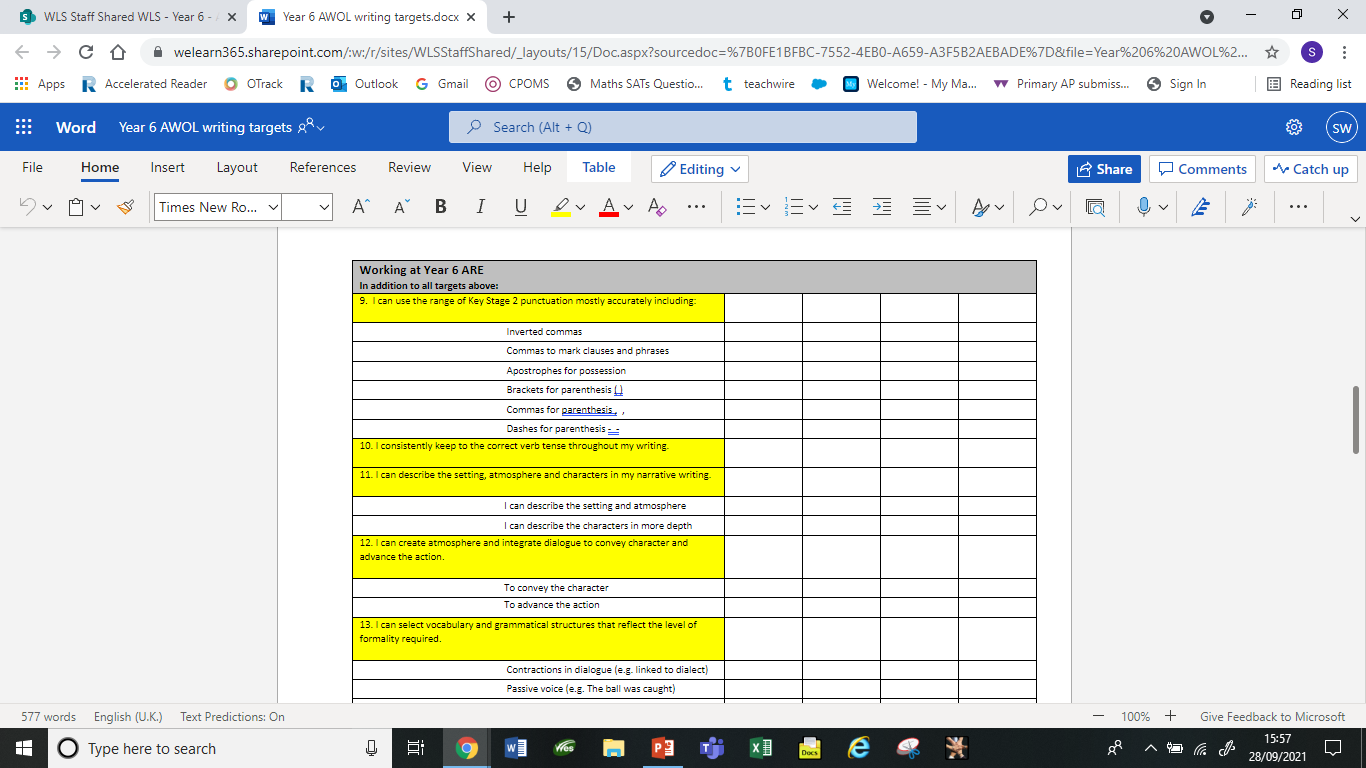 WLS Staff Shared WLS - Year 6 -
Year 6 AWOL writing targets.docx
welearn365.sharepoint.com/:w:/r/sites/WLSStaffShared/_layouts/15/Doc.aspx?sourcedoc=%7B0FE1BFBC-7552-4EB0-A659-A3F5B2AEBADE%7D&file=Year%206%20AWOL%2...
S
Apps Accelerated Reader OTrack Outlook Gmail CPOMS Maths SATs Questio... teachwire Welcome! - My Ma... Primary AP submiss... Sign In Reading list
Word Year 6 AWOL writing targets Search (Alt + Q) SW
File Home Insert Layout References Review View Help Table Editing Share Comments Catch up
Times New Ro...
Working at Year 6 ARE
In addition to all targets above:
9. I can use the range of Key Stage 2 punctuation mostly accurately including:
Inverted commas
Commas to mark clauses and phrases
Apostrophes for possession
Brackets for parenthesis ( )
Commas for parenthesis , ,
Dashes for parenthesis - -
10. I consistently keep to the correct verb tense throughout my writing.
11. I can describe the setting, atmosphere and characters in my narrative writing.
I can describe the setting and atmosphere
I can describe the characters in more depth
12. I can create atmosphere and integrate dialogue to convey character and
advance the action.
To convey the character
To advance the action
13. I can select vocabulary and grammatical structures that reflect the level of
formality required.
Contractions in dialogue (e.g. linked to dialect)
Passive voice (e.g. The ball was caught)
577 words English (U.K.) Text Predictions: On 100% Give Feedback to Microsoft
Type here to search
15:57
28/09/2021